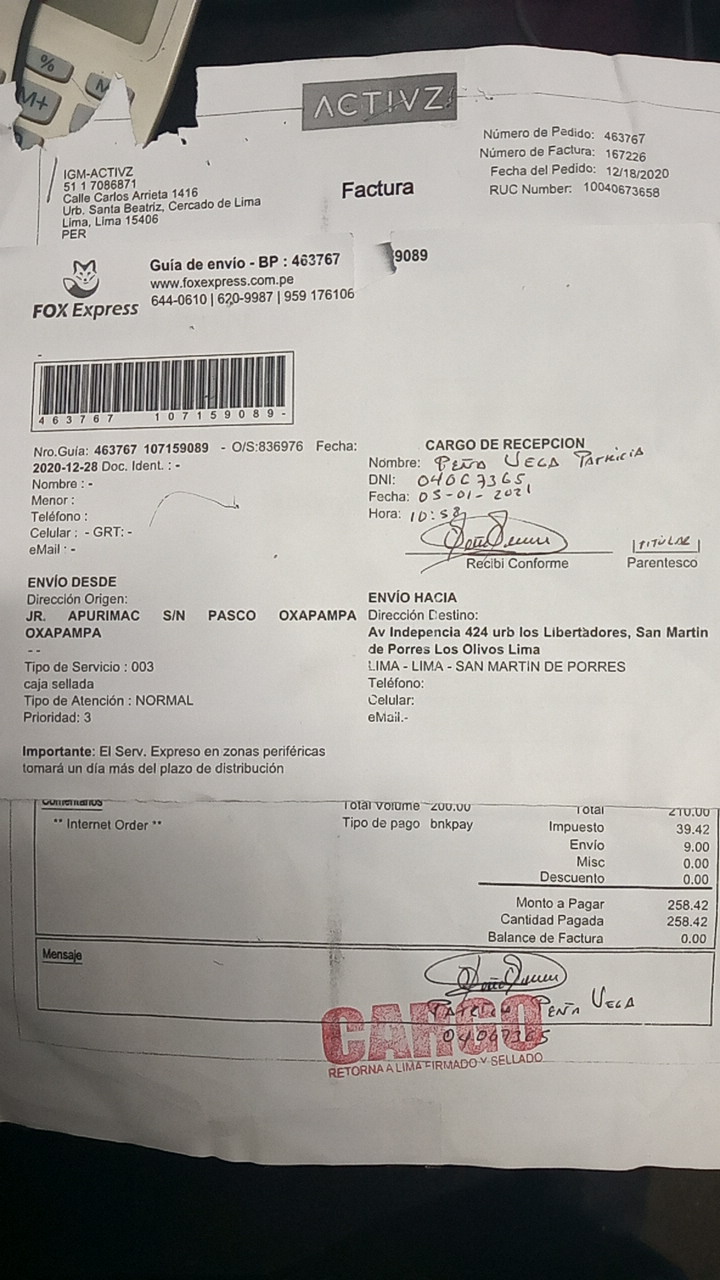 %
M+
ACTIVZ
Número de Pedido: 463767
Número de Factura: 167226
Fecha del Pedido: 12/18/2020
RUC Number: 10040673658
IGM-ACTIVZ
51 1 7086871
Calle Carlos Arrieta 1416
Urb. Santa Beatriz, Cercado de Lima
Lima, Lima 15406
PER
Factura
FOX Express
Guía de envío - BP : 463767
9089
www.foxexpress.com.pe
644-0610 | 620-9987 | 959 176106
463767 107159089-
Nro.Guía: 463767 107159089 - O/S:836976 Fecha:
2020-12-28 Doc. Ident. : -
Nombre : -
Menor :
Teléfono :
Celular : - GRT: -
eMail : -
CARGO DE RECEPCION
Nombre: PEÑA VEGA PATRICIA
DNI: 04067365
Fecha: 05-01-2021
Hora: 10:58
Recibi Conforme
TITULAR
Parentesco
ENVÍO DESDE
Dirección Origen:
JR. APURIMAC S/N PASCO OXAPAMPA
OXAPAMPA
- -
Tipo de Servicio : 003
caja sellada
Tipo de Atención : NORMAL
Prioridad: 3
ENVÍO HACIA
Dirección Destino:
Av Indepencia 424 urb los Libertadores, San Martin
de Porres Los Olivos Lima
LIMA - LIMA - SAN MARTIN DE PORRES
Teléfono:
Celular:
eMail.-
Importante: El Serv. Expreso en zonas periféricas
tomará un día más del plazo de distribución
Comentarios
** Internet Order **
Total Volume 200.00
Tipo de pago bnkpay
Total 210.00
Impuesto 39.42
Envío 9.00
Misc 0.00
Descuento 0.00
Monto a Pagar 258.42
Cantidad Pagada 258.42
Balance de Factura 0.00
Mensaje
PATRICIA PEÑA VEGA
04067365
CARGO
RETORNA A LIMA FIRMADO Y SELLADO